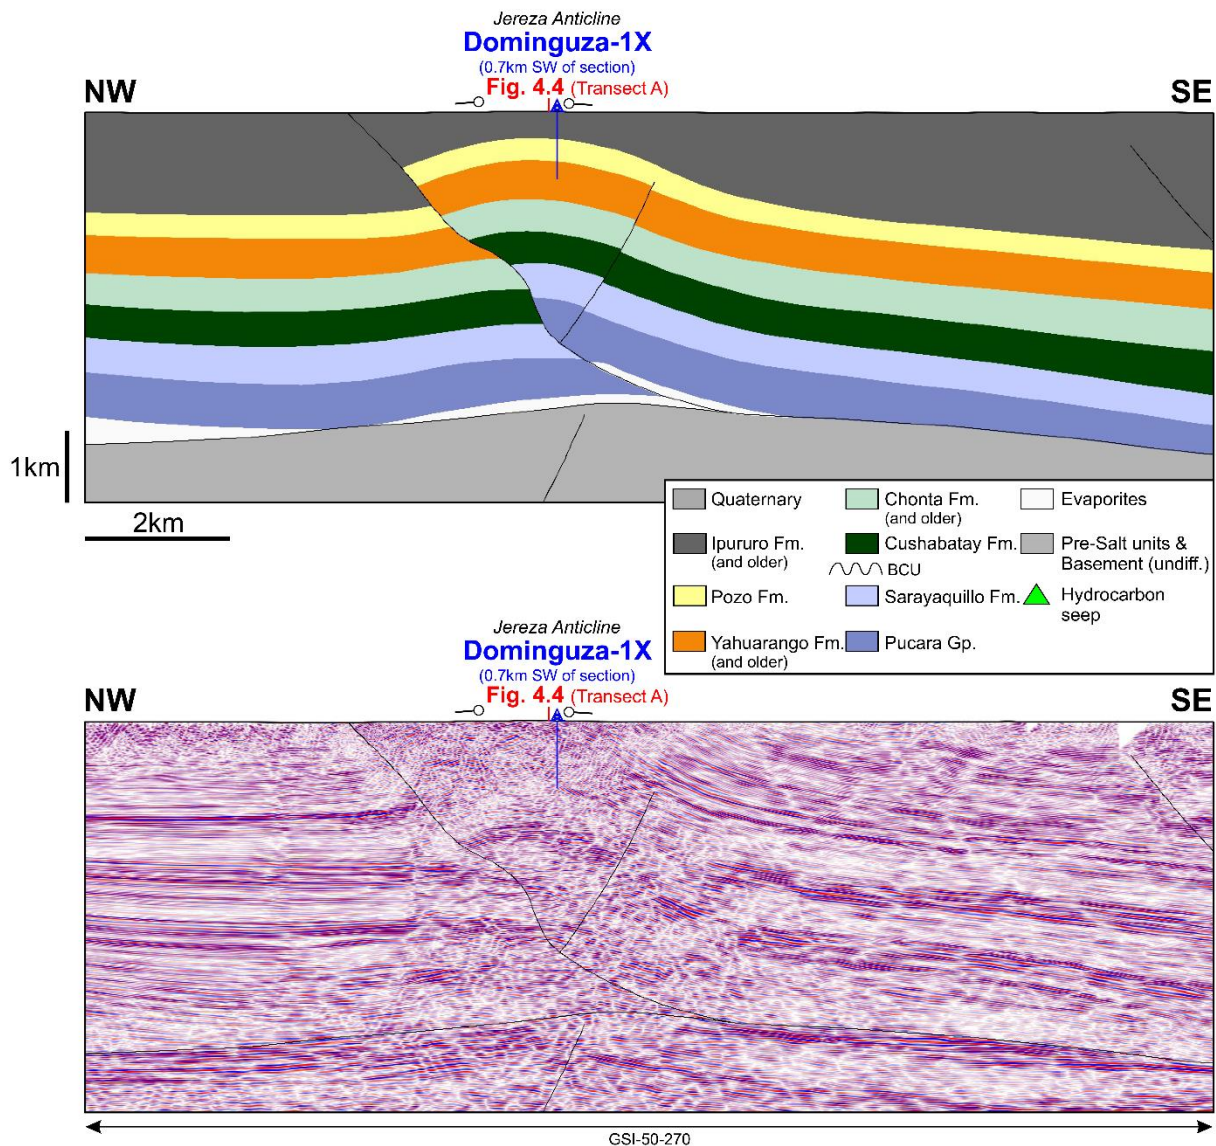 Jereza Anticline
Dominguza-1X
(0.7km SW of section)
Fig. 4.4 (Transect A)
NW
SE
1km
2km
Quaternary
Ipururo Fm.
(and older)
Pozo Fm.
Yahuarango Fm.
(and older)
Chonta Fm.
(and older)
Cushabatay Fm.
BCU
Sarayaquillo Fm.
Pucara Gp.
Evaporites
Pre-Salt units &
Basement (undiff.)
Hydrocarbon
seep
Jereza Anticline
Dominguza-1X
(0.7km SW of section)
Fig. 4.4 (Transect A)
NW
SE
GSI-50-270